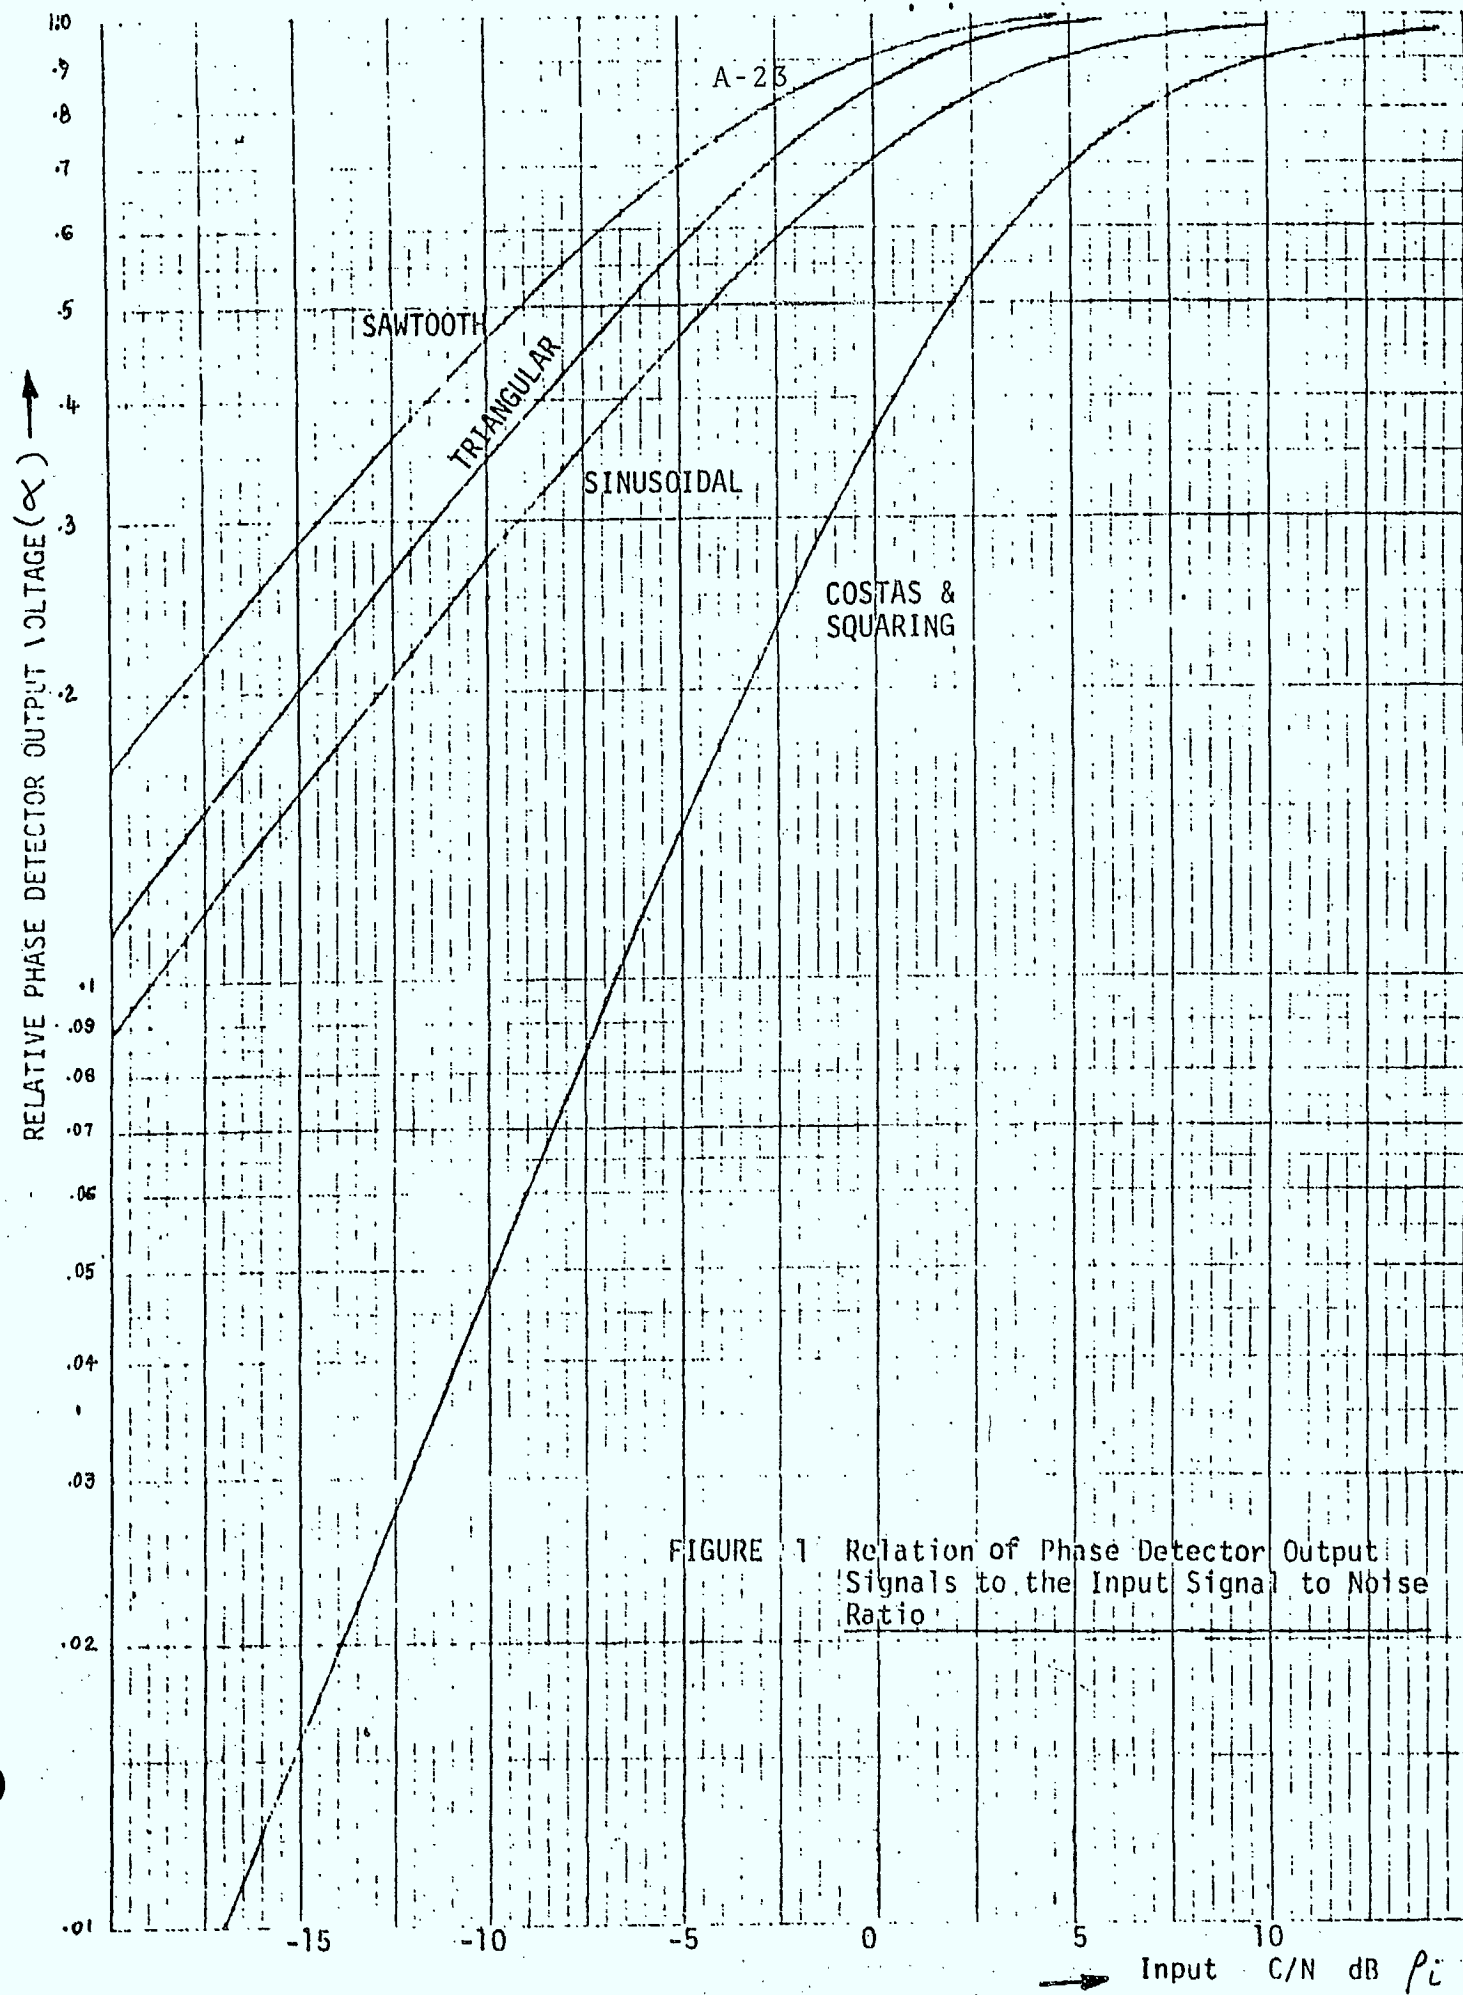 A-23
1.0
.9
.8
.7
.6
.5
.4
.3
.2
.1
.09
.08
.07
.06
.05
.04
.03
.02
.01
RELATIVE PHASE DETECTOR OUTPUT VOLTAGE (α)
SAWTOOTH
TRIANGULAR
SINUSOIDAL
COSTAS &
SQUARING
FIGURE 1 Relation of Phase Detector Output
Signals to the Input Signal to Noise
Ratio
-15 -10 -5 0 5 10
Input C/N dB ρi